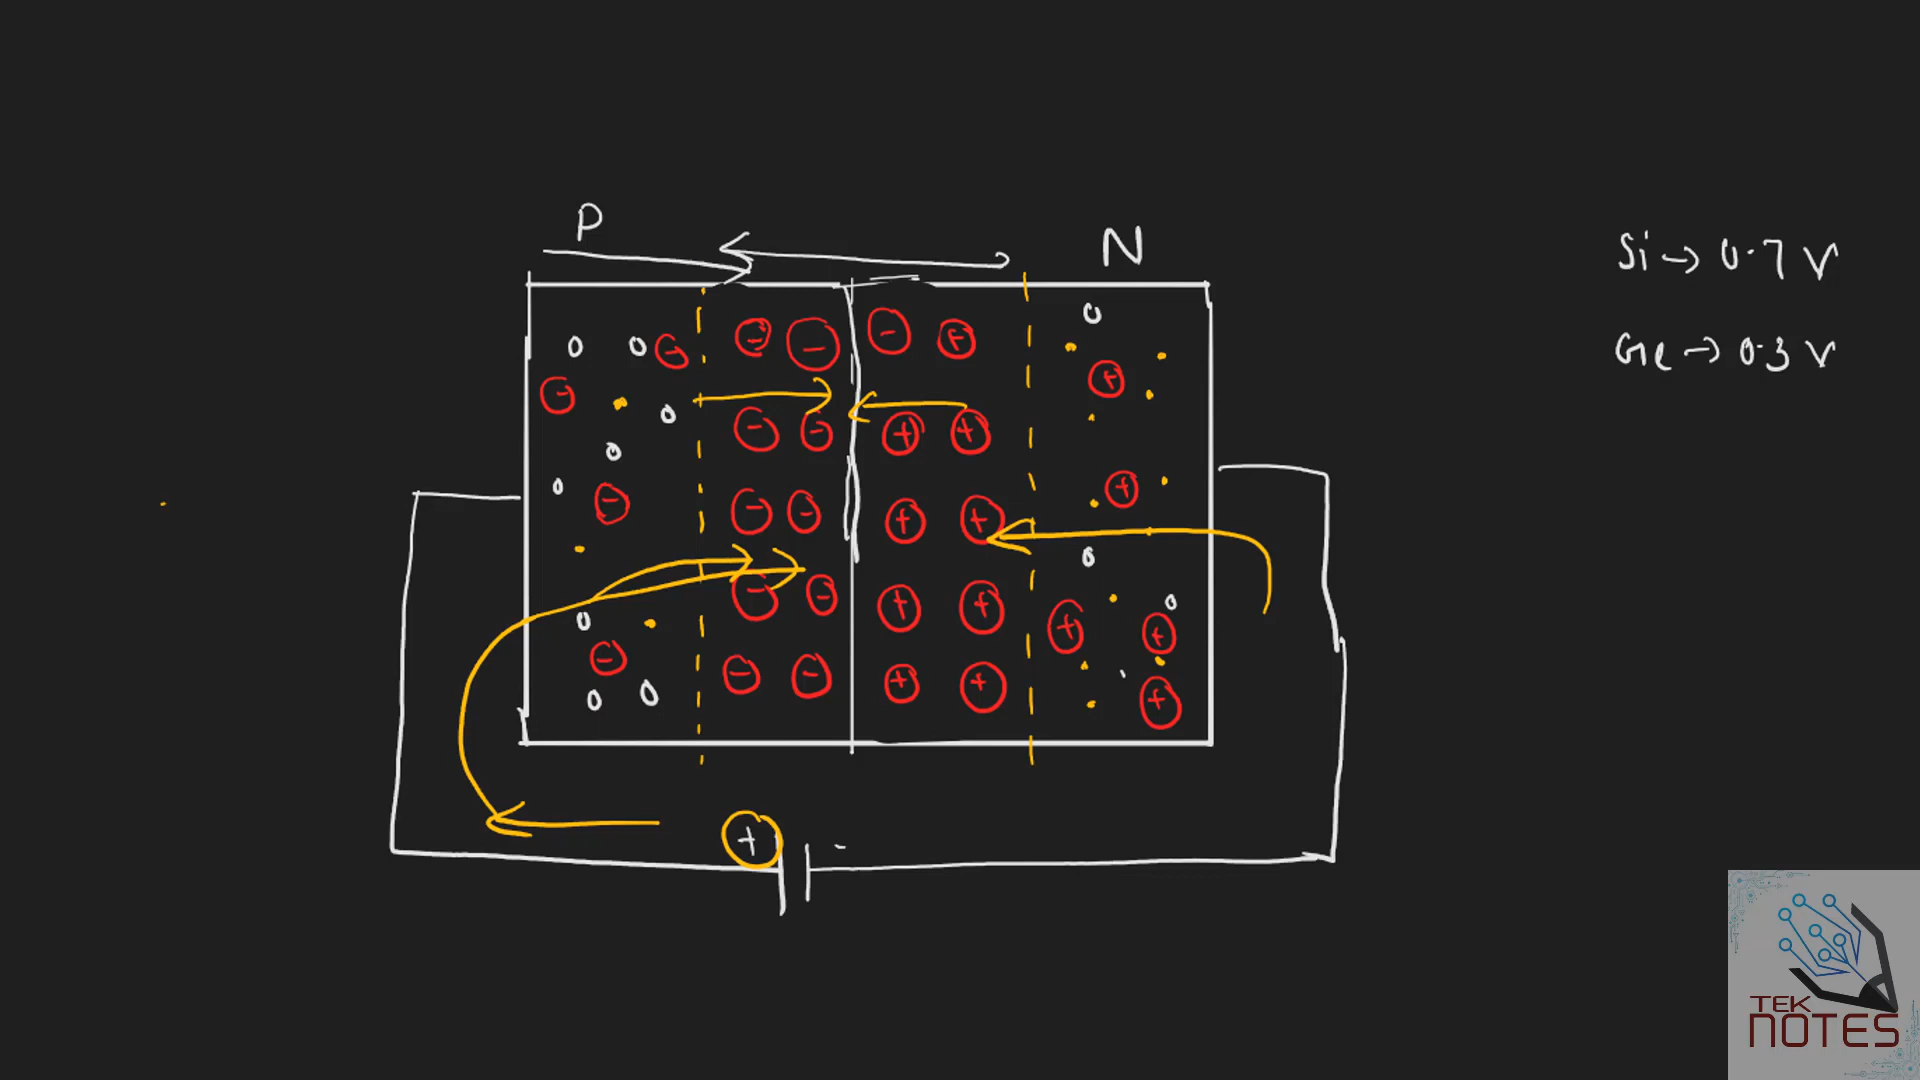 P
N
Si → 0.7 V
Ge → 0.3 V
- - - +
- + +
-
- - + + +
- - - + +
+ +
- - + +
- - - + + +
+ -
TEK
NOTES